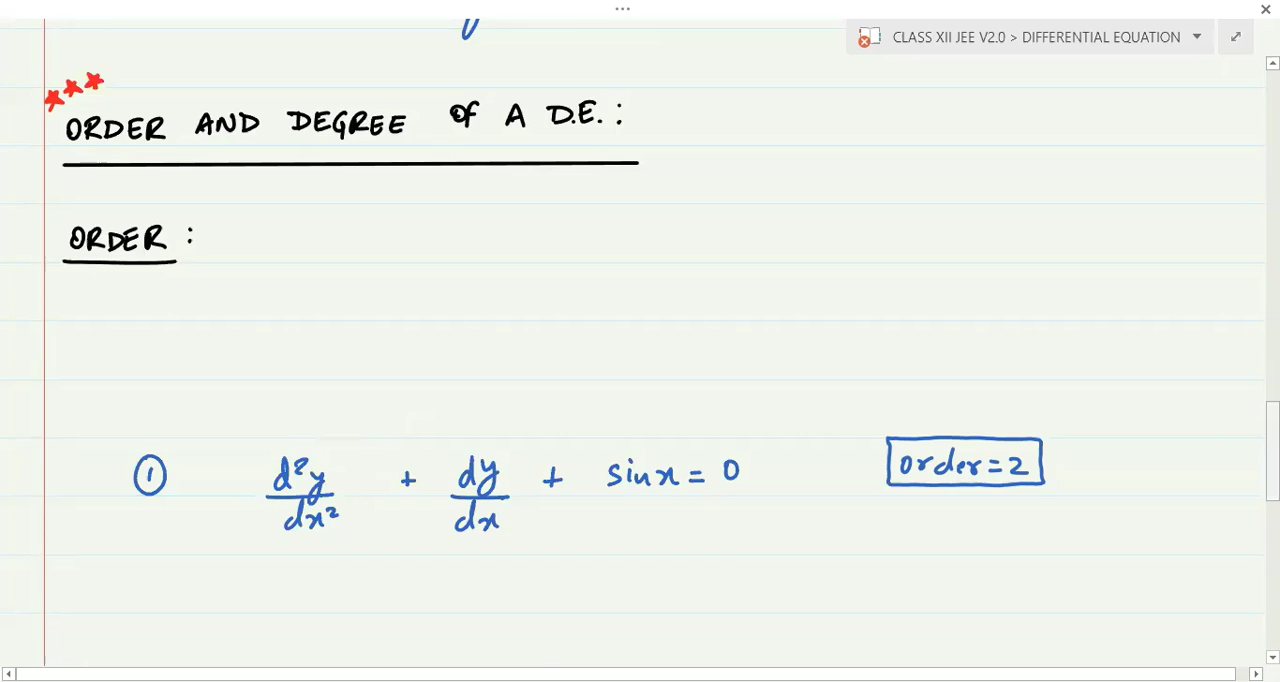 CLASS XII JEE V2.0 > DIFFERENTIAL EQUATION
ORDER AND DEGREE Of A D.E. :
ORDER :
① d²y/dx² + dy/dx + sinx = 0 order = 2